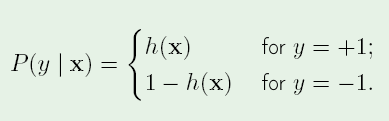 P(y | x) = { h(x) for y = +1;
1 − h(x) for y = −1.